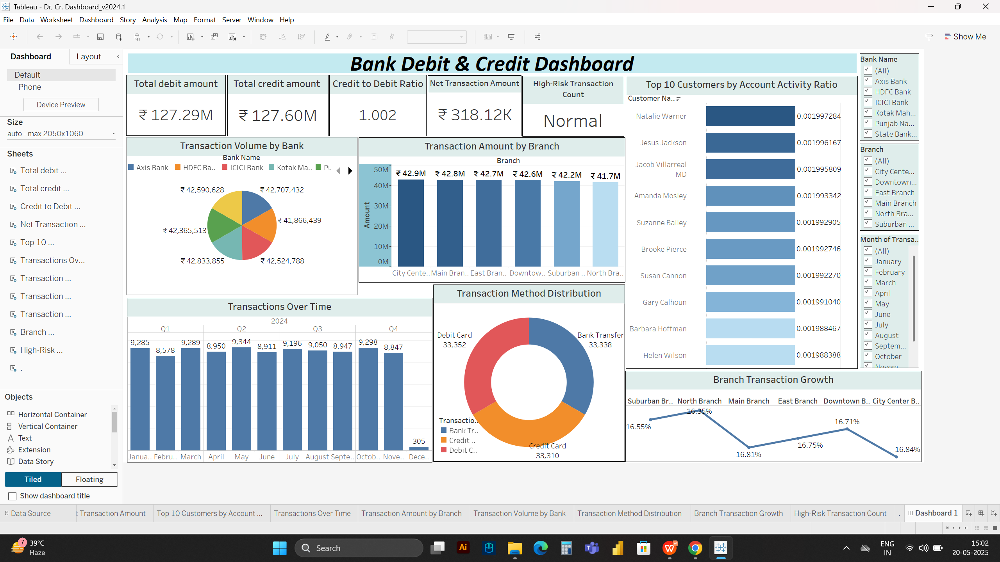 Tableau - Dr, Cr. Dashboard_v2024.1
File Data Worksheet Dashboard Story Analysis Map Format Server Window Help
Show Me
Dashboard Layout
Default
Phone
Device Preview
Size
auto - max 2050x1060
Sheets
Total debit ...
Total credit ...
Credit to Debit ...
Net Transaction ...
Top 10 ...
Transactions Ov...
Transaction ...
Transaction ...
Transaction ...
Branch ...
High-Risk ...
.
Objects
Horizontal Container
Vertical Container
Text
Extension
Data Story
Tiled Floating
Show dashboard title
Bank Debit & Credit Dashboard
Total debit amount
₹ 127.29M
Total credit amount
₹ 127.60M
Credit to Debit Ratio
1.002
Net Transaction Amount
₹ 318.12K
High-Risk Transaction
Count
Normal
Transaction Volume by Bank
Bank Name
Axis Bank HDFC Ba.. ICICI Bank Kotak Ma.. Pu
₹ 42,590,628 ₹ 42,707,432
₹ 41,866,439
₹ 42,365,513
₹ 42,833,855 ₹ 42,524,788
Transaction Amount by Branch
Branch
Amount
50M
40M
30M
20M
10M
0M
₹ 42.9M ₹ 42.8M ₹ 42.7M ₹ 42.6M ₹ 42.2M ₹ 41.7M
City Cente.. Main Bran.. East Bran.. Downtow.. Suburban .. North Bra..
Top 10 Customers by Account Activity Ratio
Customer Na..
Natalie Warner 0.001997284
Jesus Jackson 0.001996167
Jacob Villarreal
MD 0.001995809
Amanda Mosley 0.001993342
Suzanne Bailey 0.001992905
Brooke Pierce 0.001992746
Susan Cannon 0.001992270
Gary Calhoun 0.001991040
Barbara Hoffman 0.001988467
Helen Wilson 0.001988388
Bank Name
(All)
Axis Bank
HDFC Bank
ICICI Bank
Kotak Mah...
Punjab Na...
State Bank...
Branch
(All)
City Cente...
Downtown...
East Branch
Main Branch
North Bra...
Suburban ...
Month of Transa..
(All)
January
February
March
April
May
June
July
August
Septem...
October
Novem
Transactions Over Time
2024
Q1 Q2 Q3 Q4
9,285 8,578 9,289 8,950 9,344 8,911 9,196 9,050 8,947 9,298 8,847 305
Janua.. Febru.. March April May June July August Septe.. Octob.. Nove.. Dece..
Transaction Method Distribution
Debit Card
33,352
Bank Transfer
33,338
Credit Card
33,310
Transactio..
Bank Tr..
Credit ..
Debit C..
Branch Transaction Growth
Suburban Br.. North Branch Main Branch East Branch Downtown B.. City Center B..
16.55% 16.35% 16.81% 16.75% 16.71% 16.84%
Data Source t Transaction Amount Top 10 Customers by Account ... Transactions Over Time Transaction Amount by Branch Transaction Volume by Bank Transaction Method Distribution Branch Transaction Growth High-Risk Transaction Count . Dashboard 1
7
39°C
Haze
Search
Ai
ENG
IN
15:02
20-05-2025